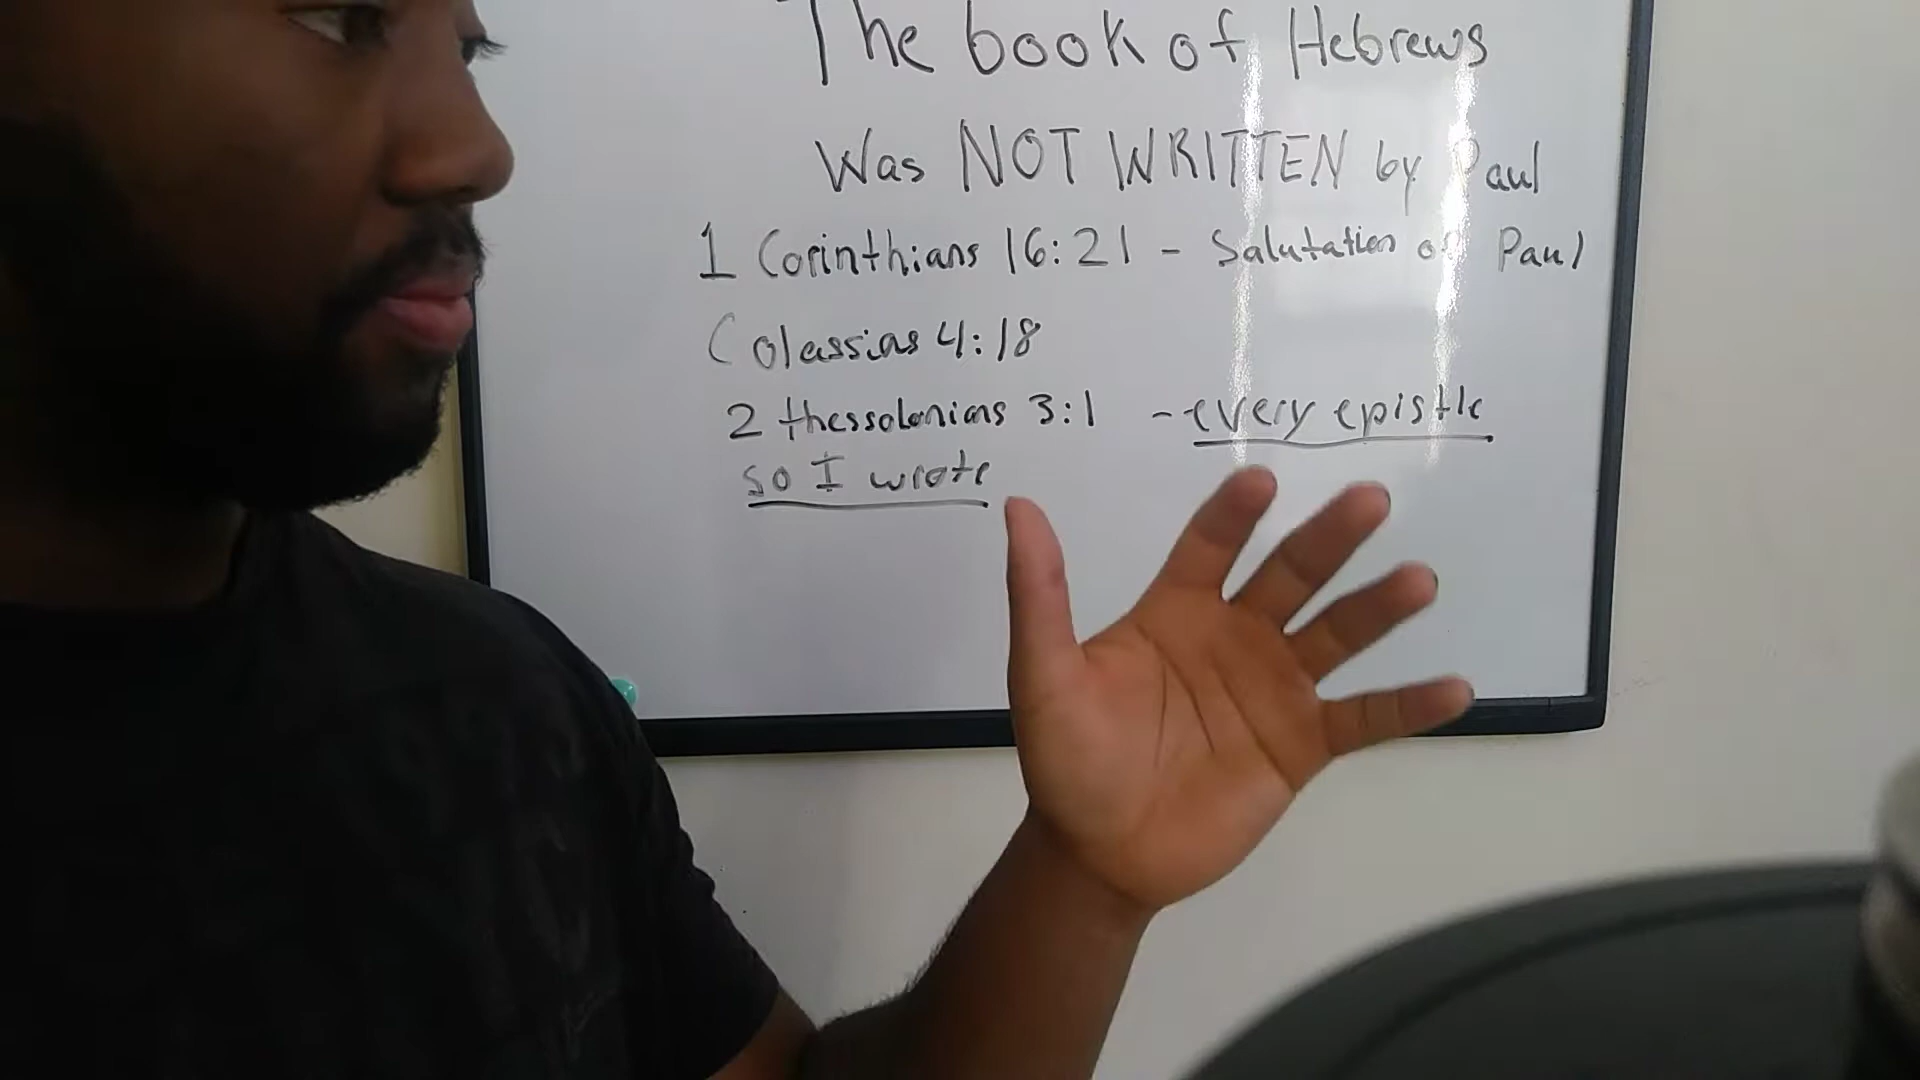 The book of Hebrews
Was NOT WRITTEN by Paul
1 Corinthians 16:21 - Salutation of Paul
Colassias 4:18
2 thessolonians 3:1 - every epistle
so I wrote